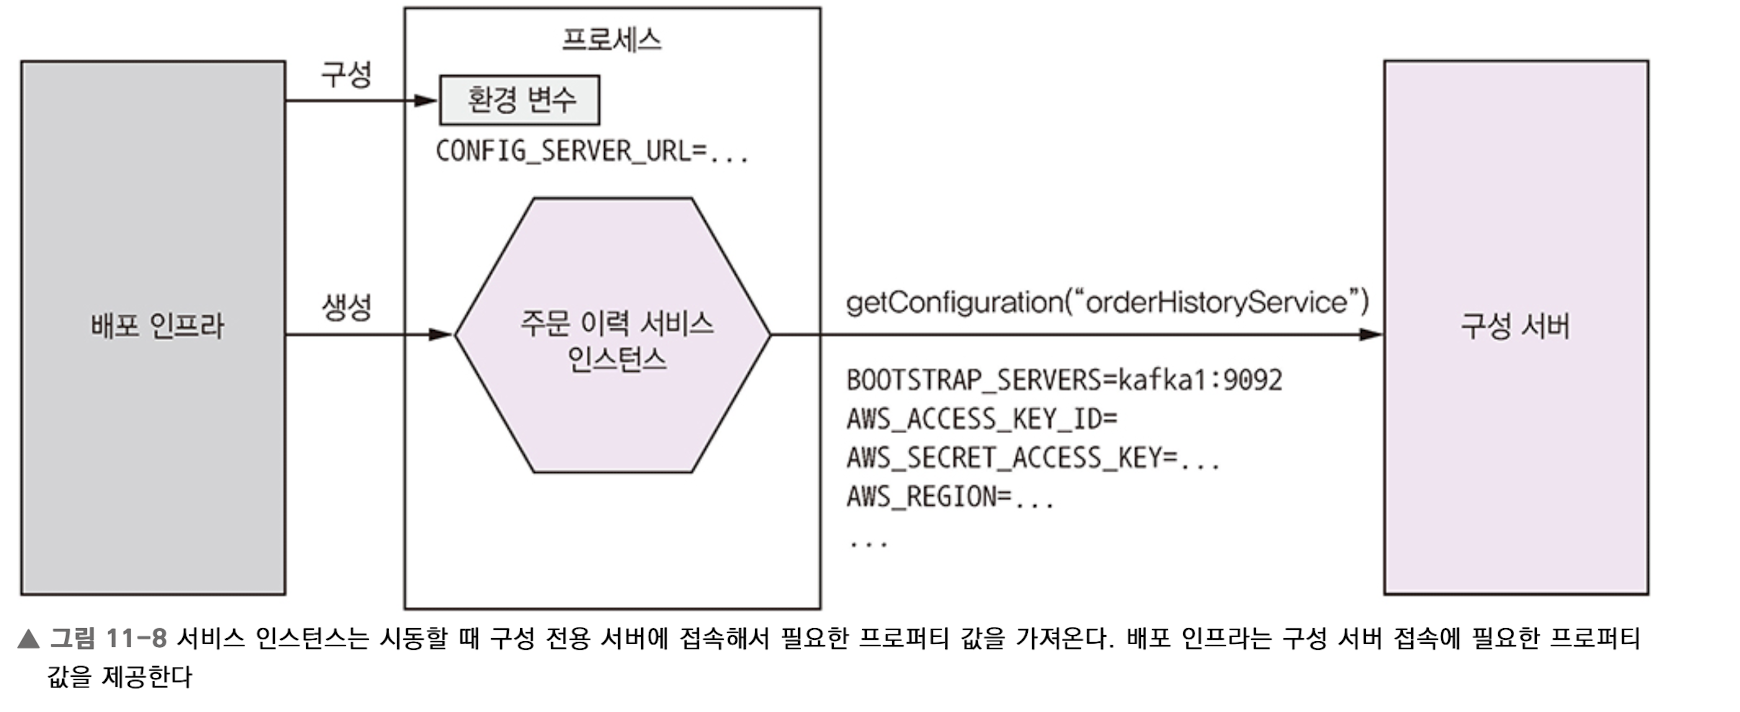 프로세스
구성
환경 변수
CONFIG_SERVER_URL=...
배포 인프라
생성
주문 이력 서비스
인스턴스
getConfiguration(“orderHistoryService”)
BOOTSTRAP_SERVERS=kafka1:9092
AWS_ACCESS_KEY_ID=
AWS_SECRET_ACCESS_KEY=...
AWS_REGION=...
...
구성 서버
▲ 그림 11-8 서비스 인스턴스는 시동할 때 구성 전용 서버에 접속해서 필요한 프로퍼티 값을 가져온다. 배포 인프라는 구성 서버 접속에 필요한 프로퍼티
값을 제공한다